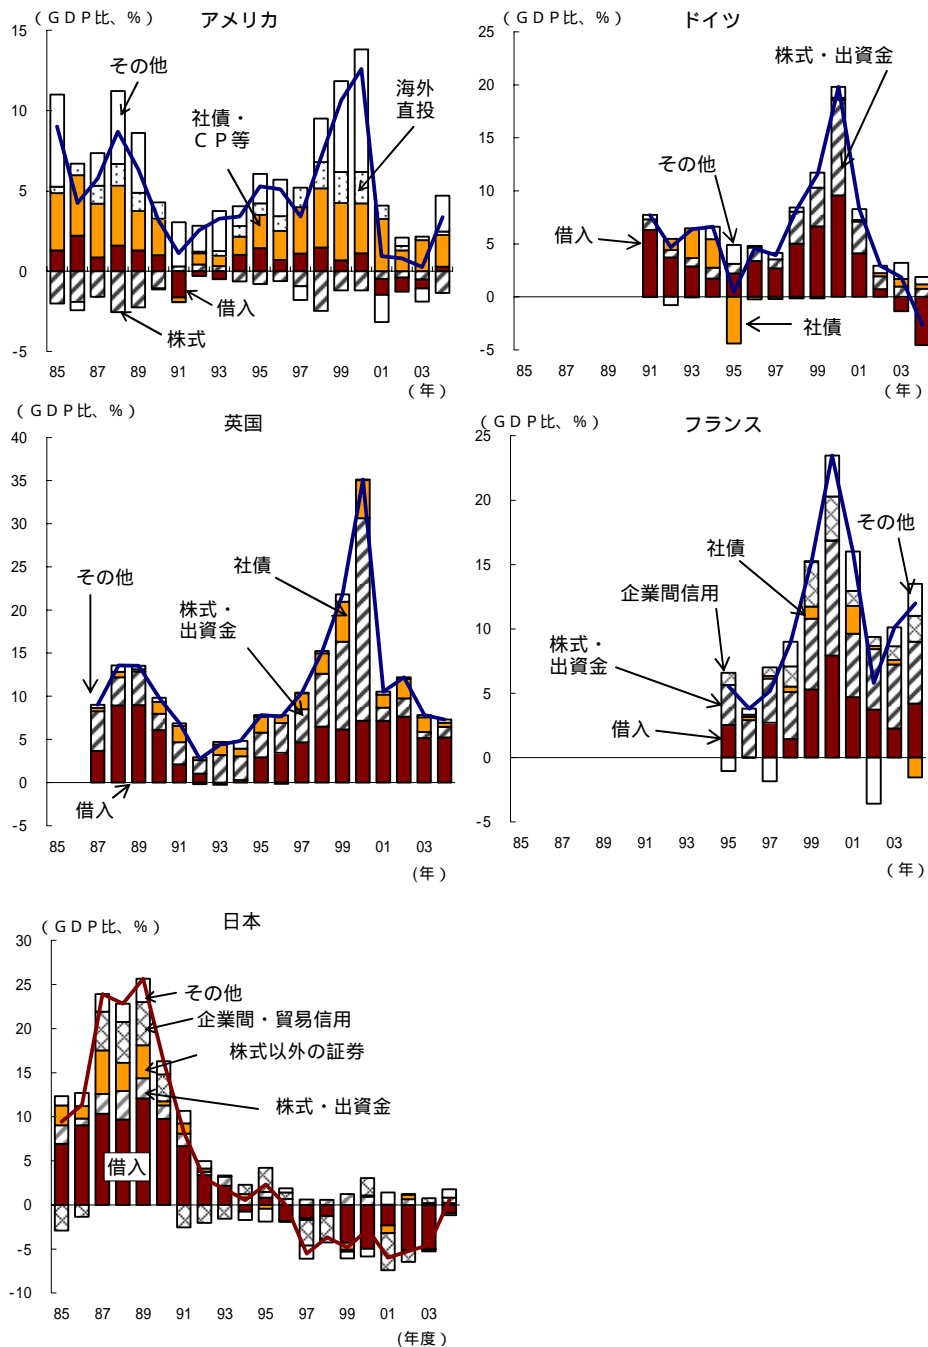 (ＧＤＰ比、％)
アメリカ
15
10
5
0
-5
その他
社債・
ＣＰ等
海外
直投
借入
株式
85 87 89 91 93 95 97 99 01 03
(年)
(ＧＤＰ比、％)
ドイツ
25
20
15
10
5
0
-5
株式・出資金
その他
借入
社債
85 87 89 91 93 95 97 99 01 03
(年)
(ＧＤＰ比、％)
英国
40
35
30
25
20
15
10
5
0
-5
その他
社債
株式・
出資金
借入
85 87 89 91 93 95 97 99 01 03
(年)
(ＧＤＰ比、％)
フランス
25
20
15
10
5
0
-5
その他
社債
企業間信用
株式・
出資金
借入
85 87 89 91 93 95 97 99 01 03
(年)
(ＧＤＰ比、％)
日本
30
25
20
15
10
5
0
-5
-10
その他
企業間・貿易信用
株式以外の証券
株式・出資金
借入
85 87 89 91 93 95 97 99 01 03
(年度)